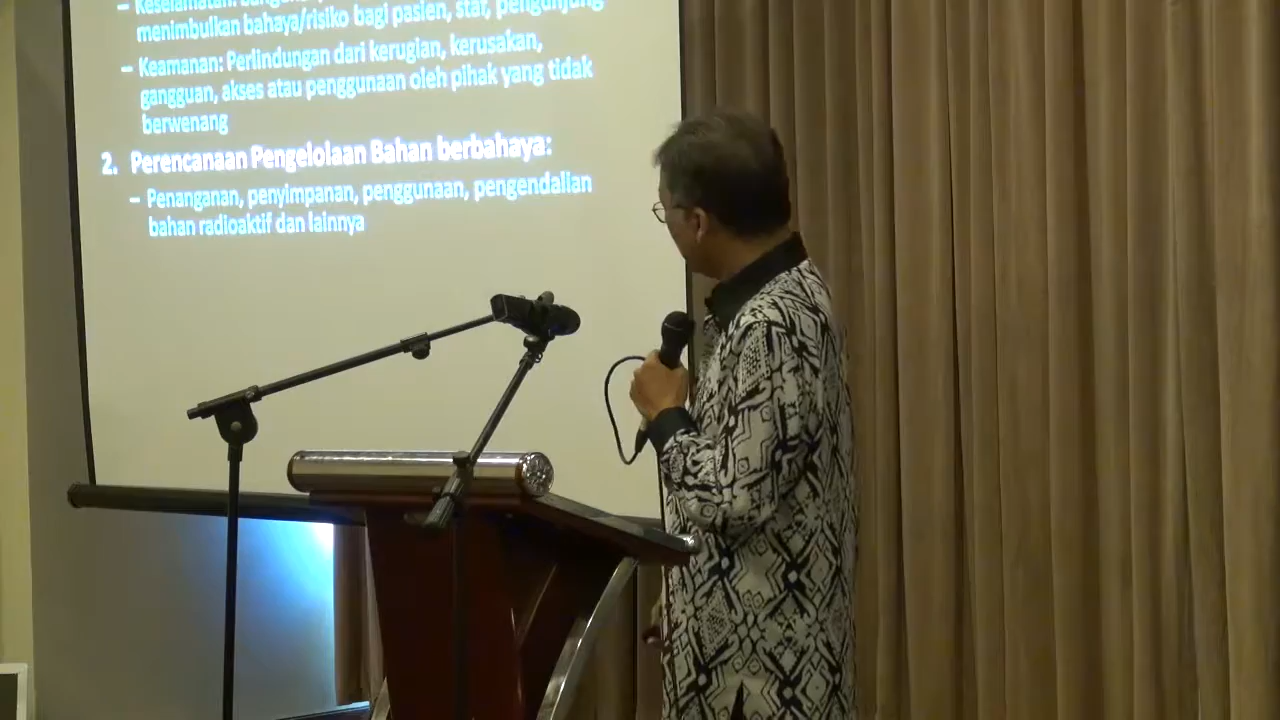 – Keselamatan:
menimbulkan bahaya/risiko bagi pasien, staf, pengunjung
– Keamanan: Perlindungan dari kerugian, kerusakan,
gangguan, akses atau penggunaan oleh pihak yang tidak
berwenang
2. Perencanaan Pengelolaan Bahan berbahaya:
– Penanganan, penyimpanan, penggunaan, pengendalian
bahan radioaktif dan lainnya